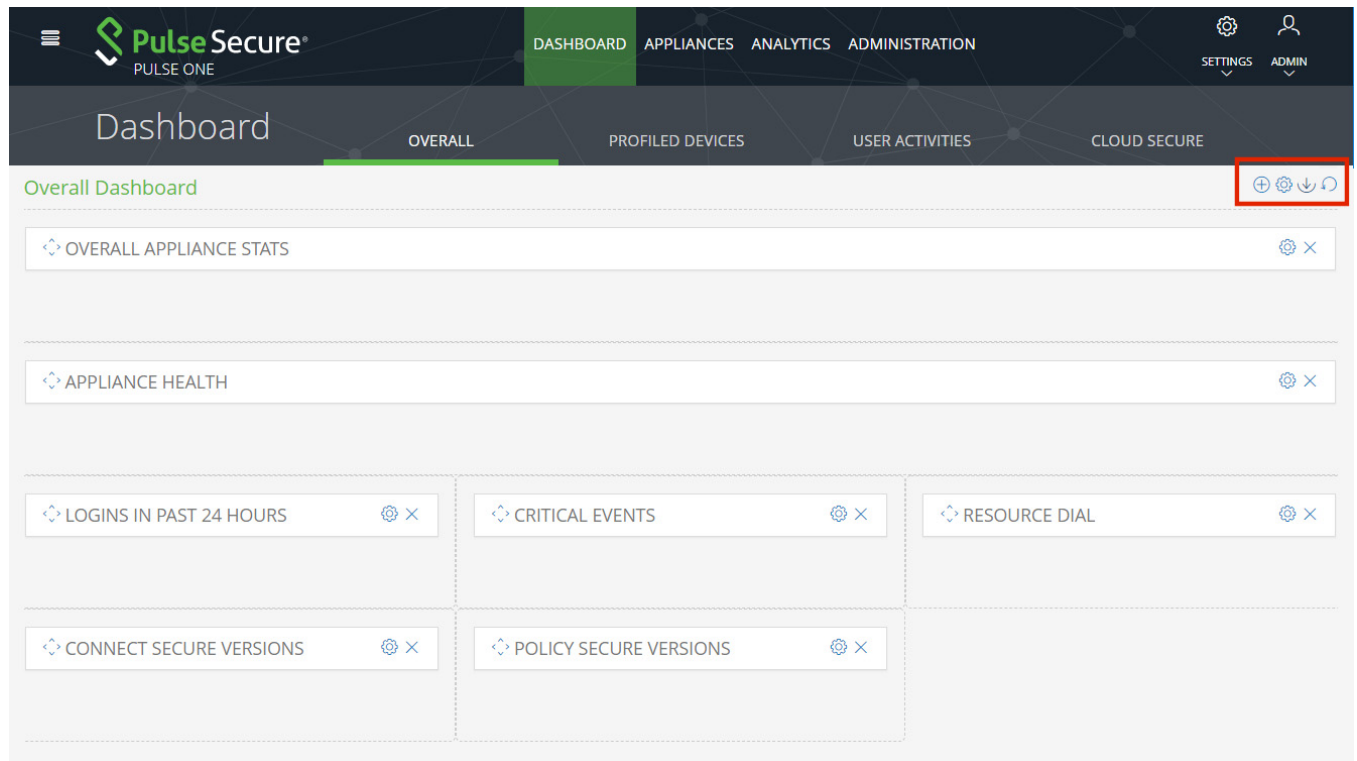 Pulse Secure®
PULSE ONE
DASHBOARD APPLIANCES ANALYTICS ADMINISTRATION
SETTINGS ADMIN
Dashboard
OVERALL PROFILED DEVICES USER ACTIVITIES CLOUD SECURE
Overall Dashboard
OVERALL APPLIANCE STATS
APPLIANCE HEALTH
LOGINS IN PAST 24 HOURS CRITICAL EVENTS RESOURCE DIAL
CONNECT SECURE VERSIONS POLICY SECURE VERSIONS